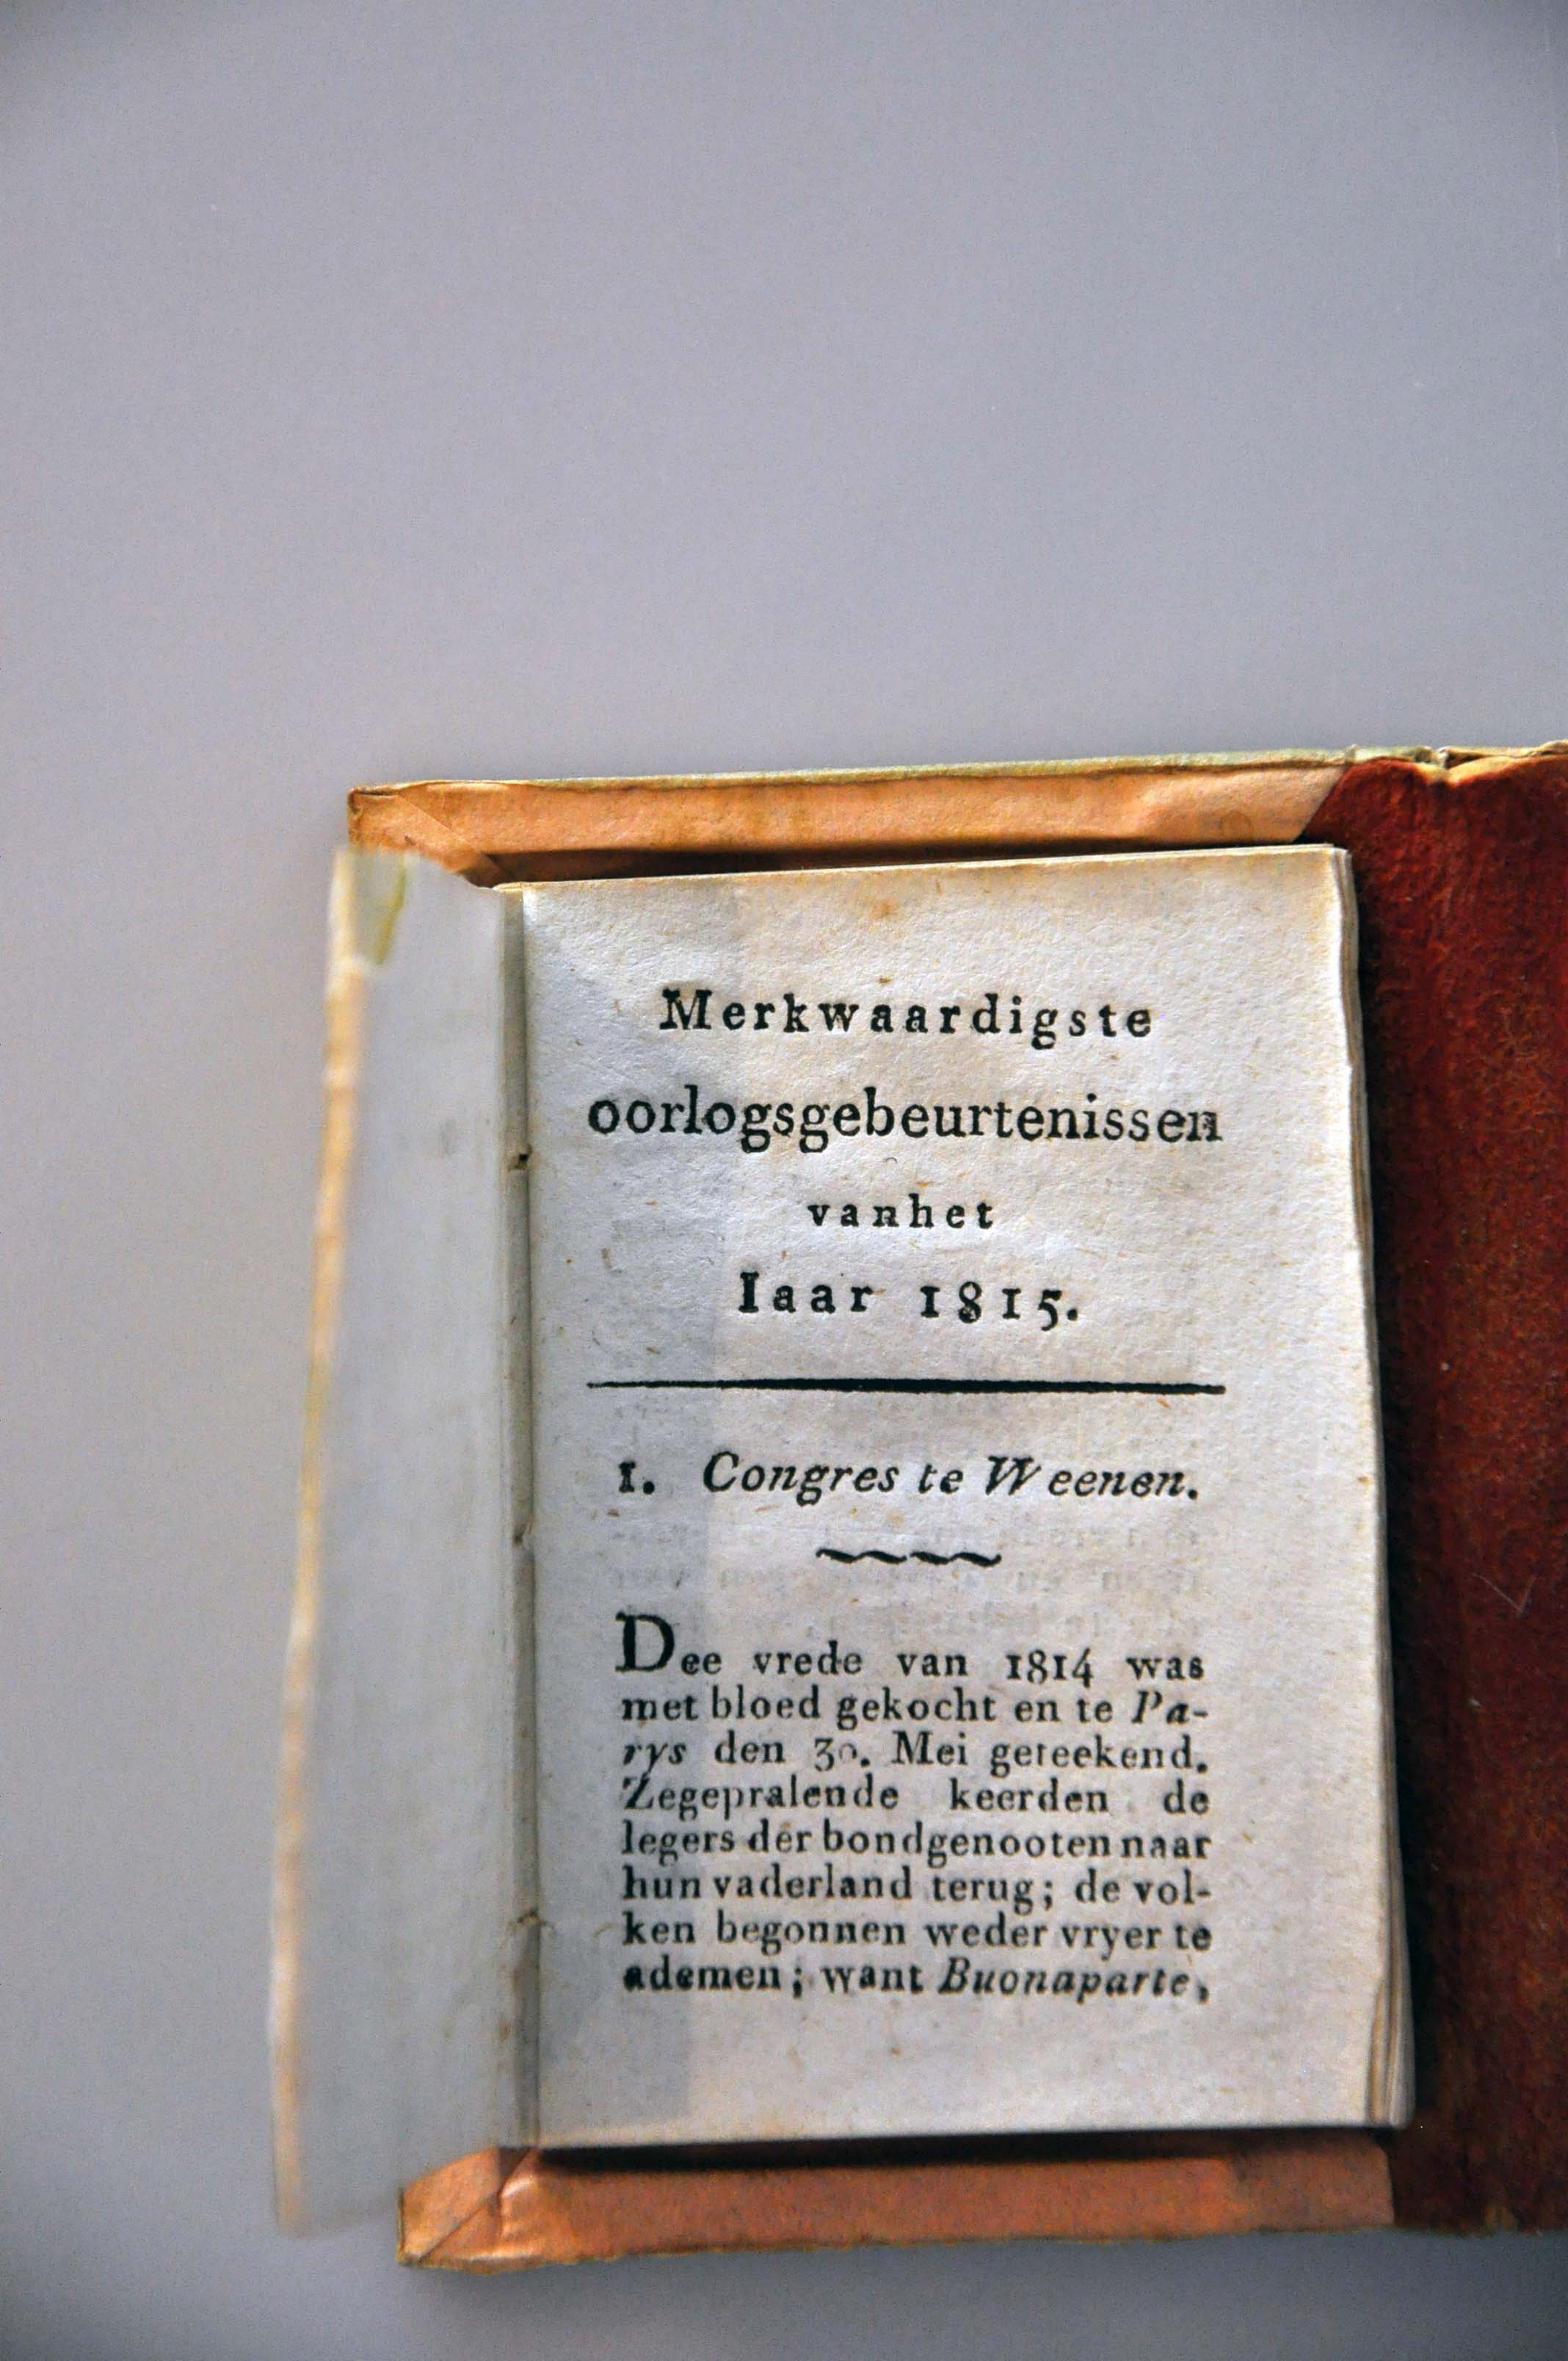 Merkwaardigste
oorlogsgebeurtenissen
vanhet
Iaar 1815.
1. Congres te Weenen.
Dee vrede van 1814 was
met bloed gekocht en te Pa-
rys den 30. Mei geteekend.
Zegepralende keerden de
legers der bondgenooten naar
hun vaderland terug; de vol-
ken begonnen weder vryer te
ademen; want Buonaparte,